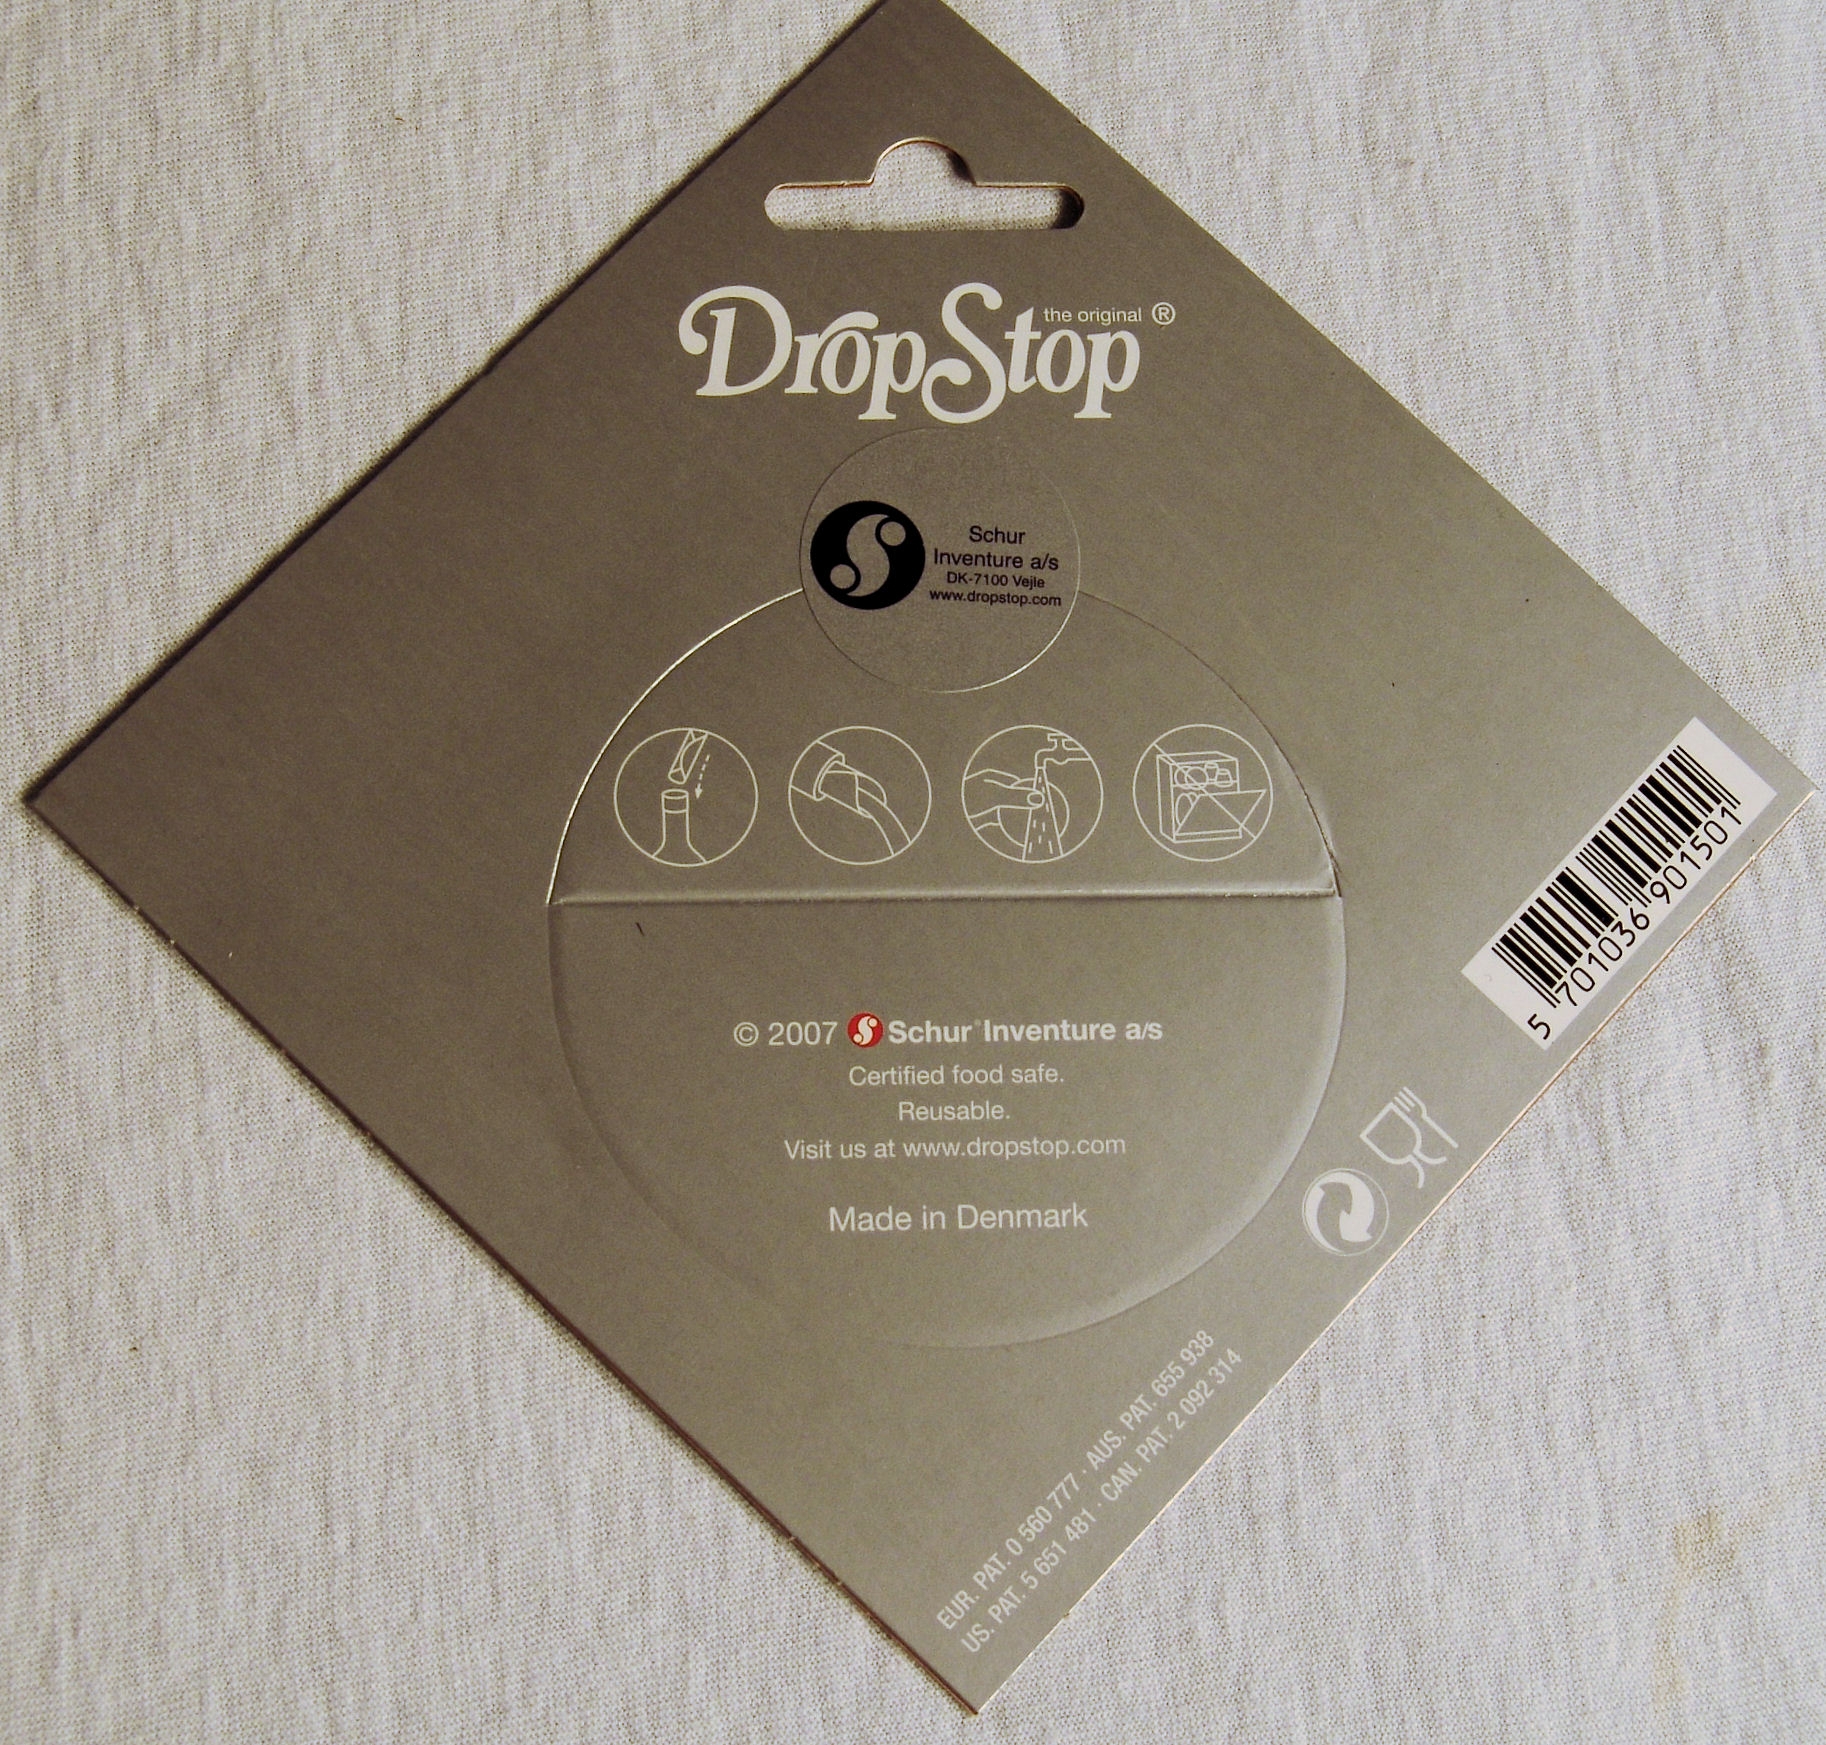 the original ®
DropStop
Schur
Inventure a/s
DK-7100 Vejle
www.dropstop.com
© 2007 Schur® Inventure a/s
Certified food safe.
Reusable.
Visit us at www.dropstop.com
Made in Denmark
5 701036 901501
EUR. PAT. 0 560 777 · AUS. PAT. 655 938
US. PAT. 5 651 481 · CAN. PAT. 2 092 314